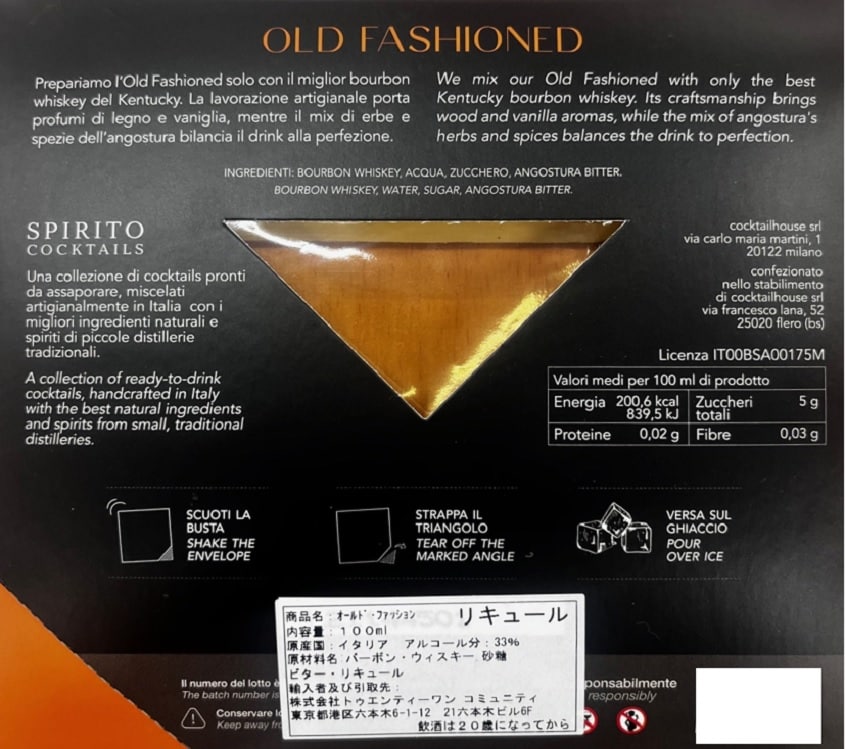 OLD FASHIONED
Prepariamo l'Old Fashioned solo con il miglior bourbon
whiskey del Kentucky. La lavorazione artigianale porta
profumi di legno e vaniglia, mentre il mix di erbe e
spezie dell'angostura bilancia il drink alla perfezione.
We mix our Old Fashioned with only the best
Kentucky bourbon whiskey. Its craftsmanship brings
wood and vanilla aromas, while the mix of angostura's
herbs and spices balances the drink to perfection.
INGREDIENTI: BOURBON WHISKEY, ACQUA, ZUCCHERO, ANGOSTURA BITTER.
BOURBON WHISKEY, WATER, SUGAR, ANGOSTURA BITTER.
SPIRITO
COCKTAILS
Una collezione di cocktails pronti
da assaporare, miscelati
artigianalmente in Italia con i
migliori ingredienti naturali e
spiriti di piccole distillerie
tradizionali.
A collection of ready-to-drink
cocktails, handcrafted in Italy
with the best natural ingredients
and spirits from small, traditional
distilleries.
cocktailhouse srl
via carlo maria martini, 1
20122 milano
confezionato
nello stabilimento
di cocktailhouse srl
via francesco lana, 52
25020 flero (bs)
Licenza IT00BSA00175M
Valori medi per 100 ml di prodotto
Energia 200,6 kcal
839,5 kJ
Zuccheri totali 5 g
Proteine 0,02 g
Fibre 0,03 g
SCUOTI LA
BUSTA
SHAKE THE
ENVELOPE
STRAPPA IL
TRIANGOLO
TEAR OFF THE
MARKED ANGLE
VERSA SUL
GHIACCIO
POUR
OVER ICE
商品名：オールド・ファッション リキュール
内容量：100ml
原産国：イタリア アルコール分：33%
原材料名 バーボン・ウィスキー、砂糖
ビター・リキュール
輸入者及び引取先：
株式会社トゥエンティーワン コミュニティ
東京都港区六本木6-1-12 21六本木ビル6F
飲酒は20歳になってから
Il numero del lotto è
The batch number is
Conservare
Keep away
ponsabilmente
responsibly